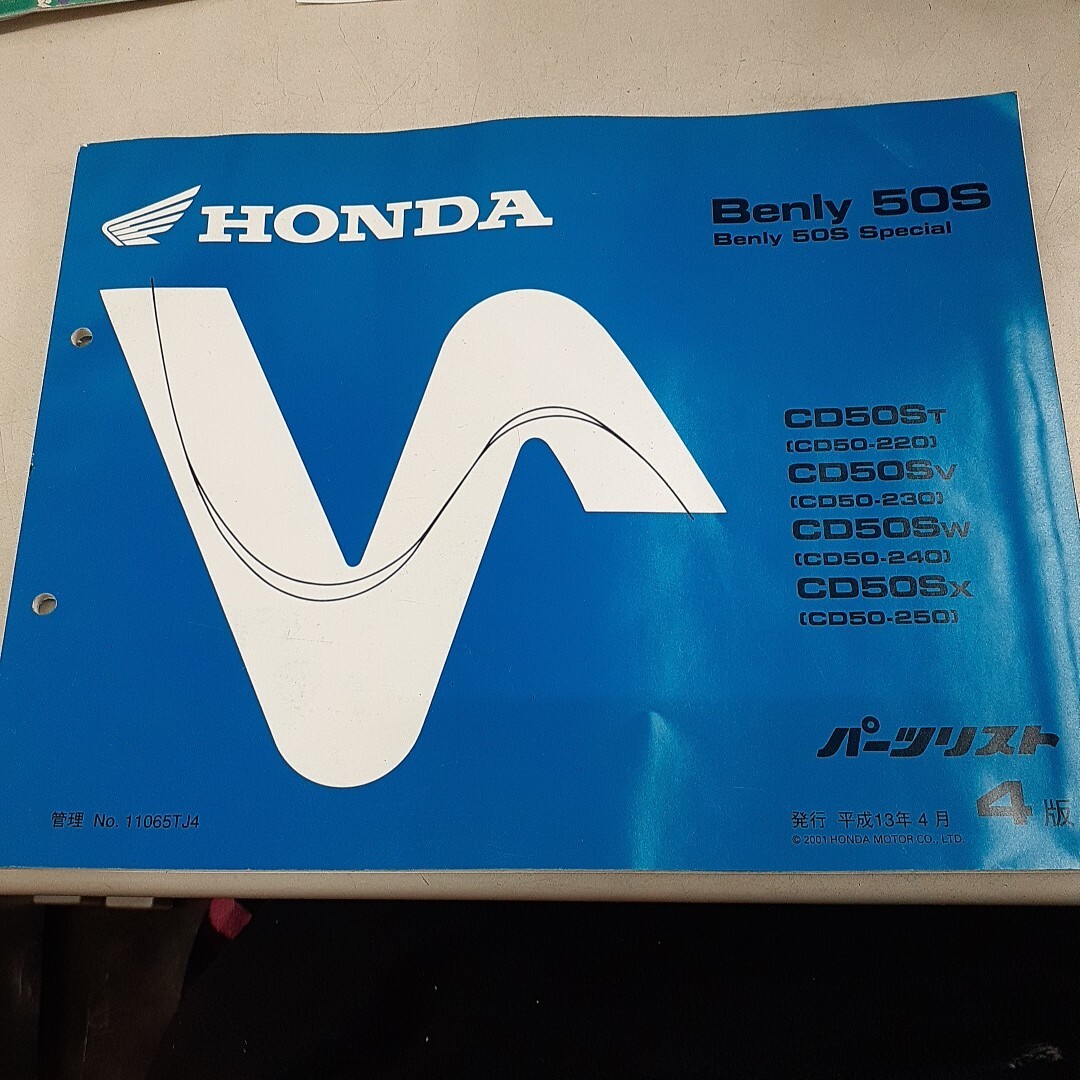 HONDA
Benly 50S
Benly 50S Special
CD50ST
(CD50-220)
CD50SV
(CD50-230)
CD50SW
(CD50-240)
CD50SX
(CD50-250)
パーツリスト
4版
管理 No. 11065TJ4
発行 平成13年4月
© 2001 HONDA MOTOR CO., LTD.